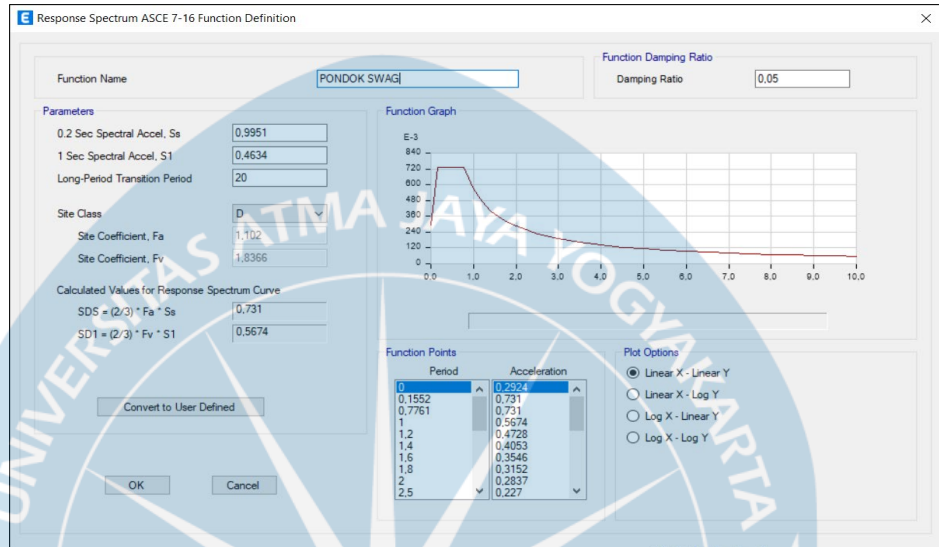 Response Spectrum ASCE 7-16 Function Definition
Function Name
PONDOK SWAG
Function Damping Ratio
Damping Ratio
0,05
Parameters
0.2 Sec Spectral Accel, Ss
0,9951
1 Sec Spectral Accel, S1
0,4634
Long-Period Transition Period
20
Site Class
D
Site Coefficient, Fa
1,102
Site Coefficient, Fv
1,8366
Calculated Values for Response Spectrum Curve
SDS = (2/3) * Fa * Ss
0,731
SD1 = (2/3) * Fv * S1
0,5674
Convert to User Defined
OK
Cancel
Function Graph
E-3
840
720
600
480
360
240
120
0
0,0 1,0 2,0 3,0 4,0 5,0 6,0 7,0 8,0 9,0 10,0
Function Points
Period Acceleration
0 0,2924
0,1552 0,731
0,7761 0,731
1 0,5674
1,2 0,4728
1,4 0,4053
1,6 0,3546
1,8 0,3152
2 0,2837
2,5 0,227
Plot Options
Linear X - Linear Y
Linear X - Log Y
Log X - Linear Y
Log X - Log Y
UNIVERSITAS ATMA JAYA YOGYAKARTA